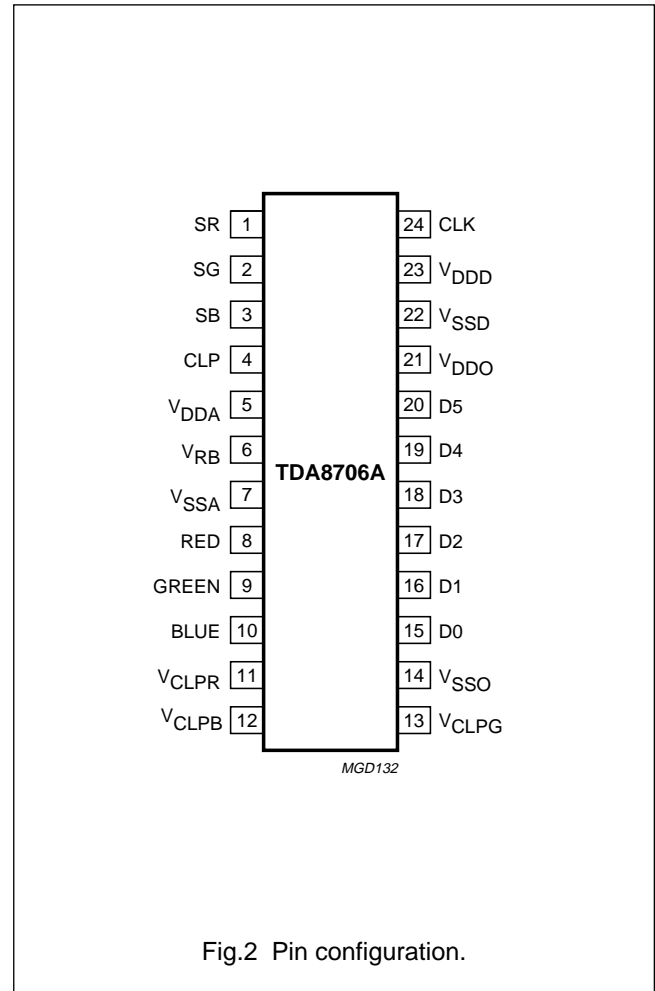 SR 1 24 CLK
SG 2 23 VDDD
SB 3 22 VSSD
CLP 4 21 VDDO
VDDA 5 20 D5
VRB 6 19 D4
TDA8706A
VSSA 7 18 D3
RED 8 17 D2
GREEN 9 16 D1
BLUE 10 15 D0
VCLPR 11 14 VSSO
VCLPB 12 13 VCLPG
MGD132
Fig.2 Pin configuration.